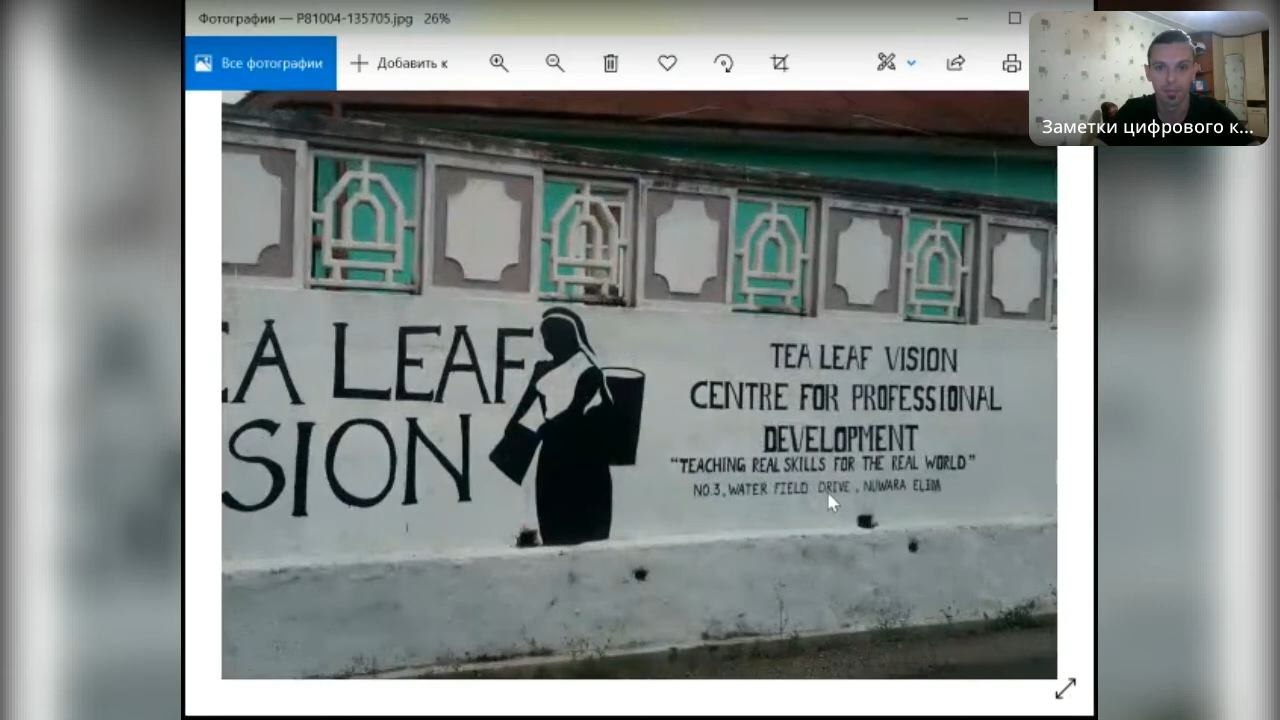 Фотографии — P81004-135705.jpg 26%
Все фотографии
Добавить к
Заметки цифрового к...
EA LEAF
SION
TEA LEAF VISION
CENTRE FOR PROFESSIONAL
DEVELOPMENT
"TEACHING REAL SKILLS FOR THE REAL WORLD"
NO.3, WATER FIELD DRIVE, NUWARA ELIYA